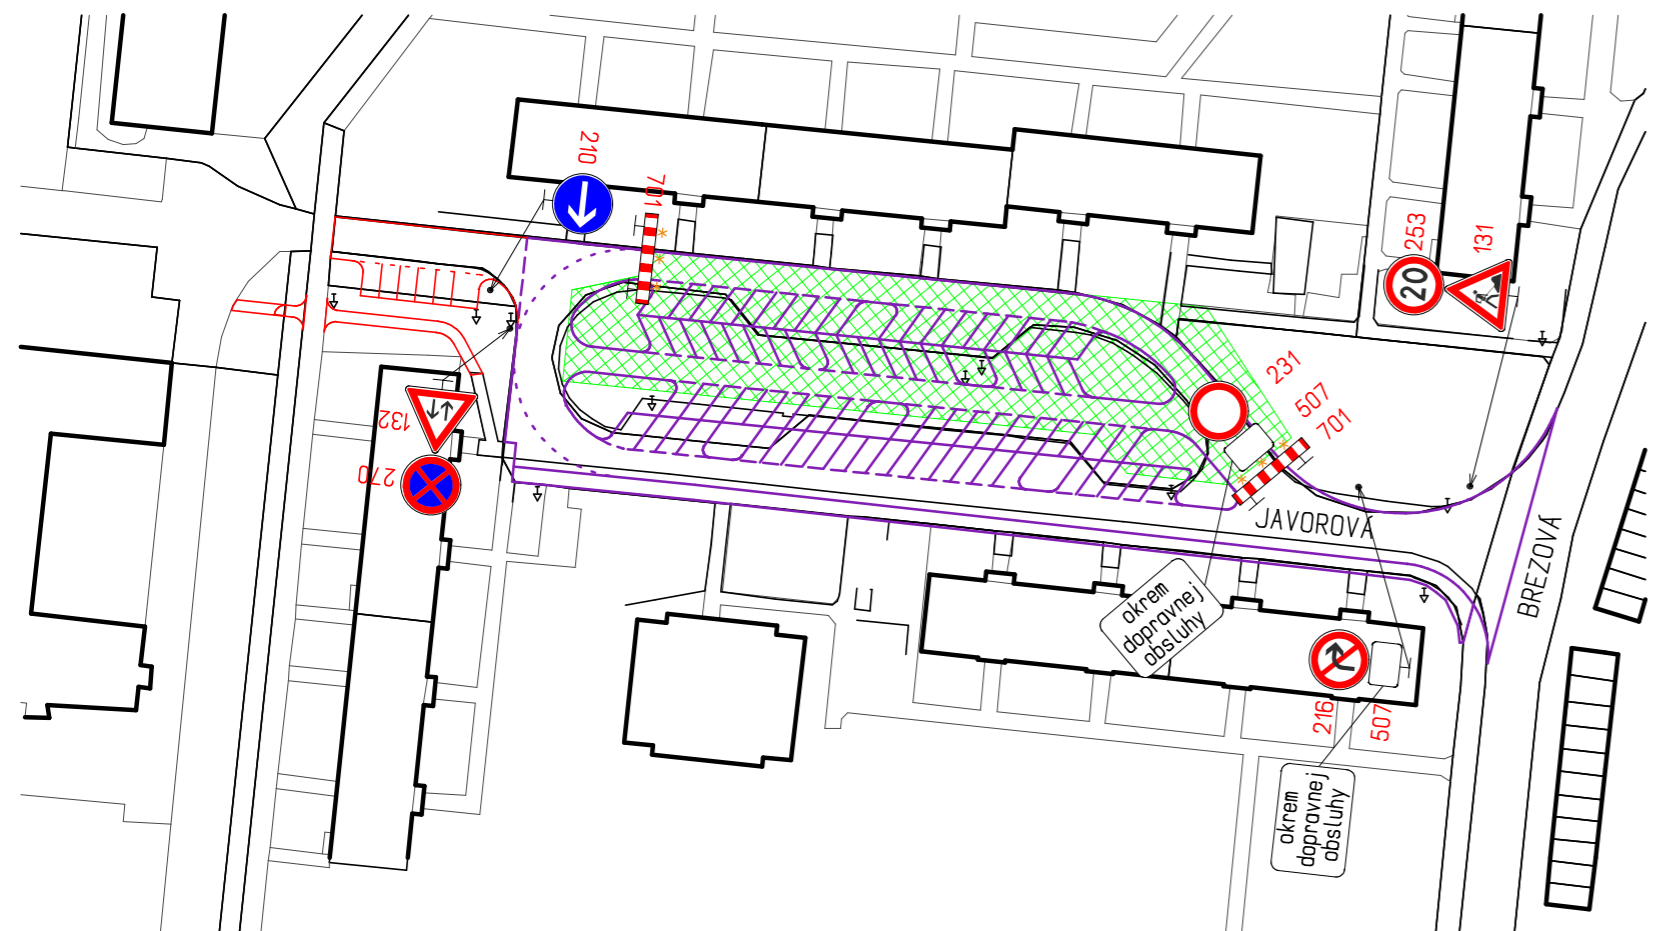 210
701
253
131
20
231
507
701
132
270
JAVOROVÁ
BREZOVÁ
okrem
dopravnej
obsluhy
216
507
okrem
dopravnej
obsluhy